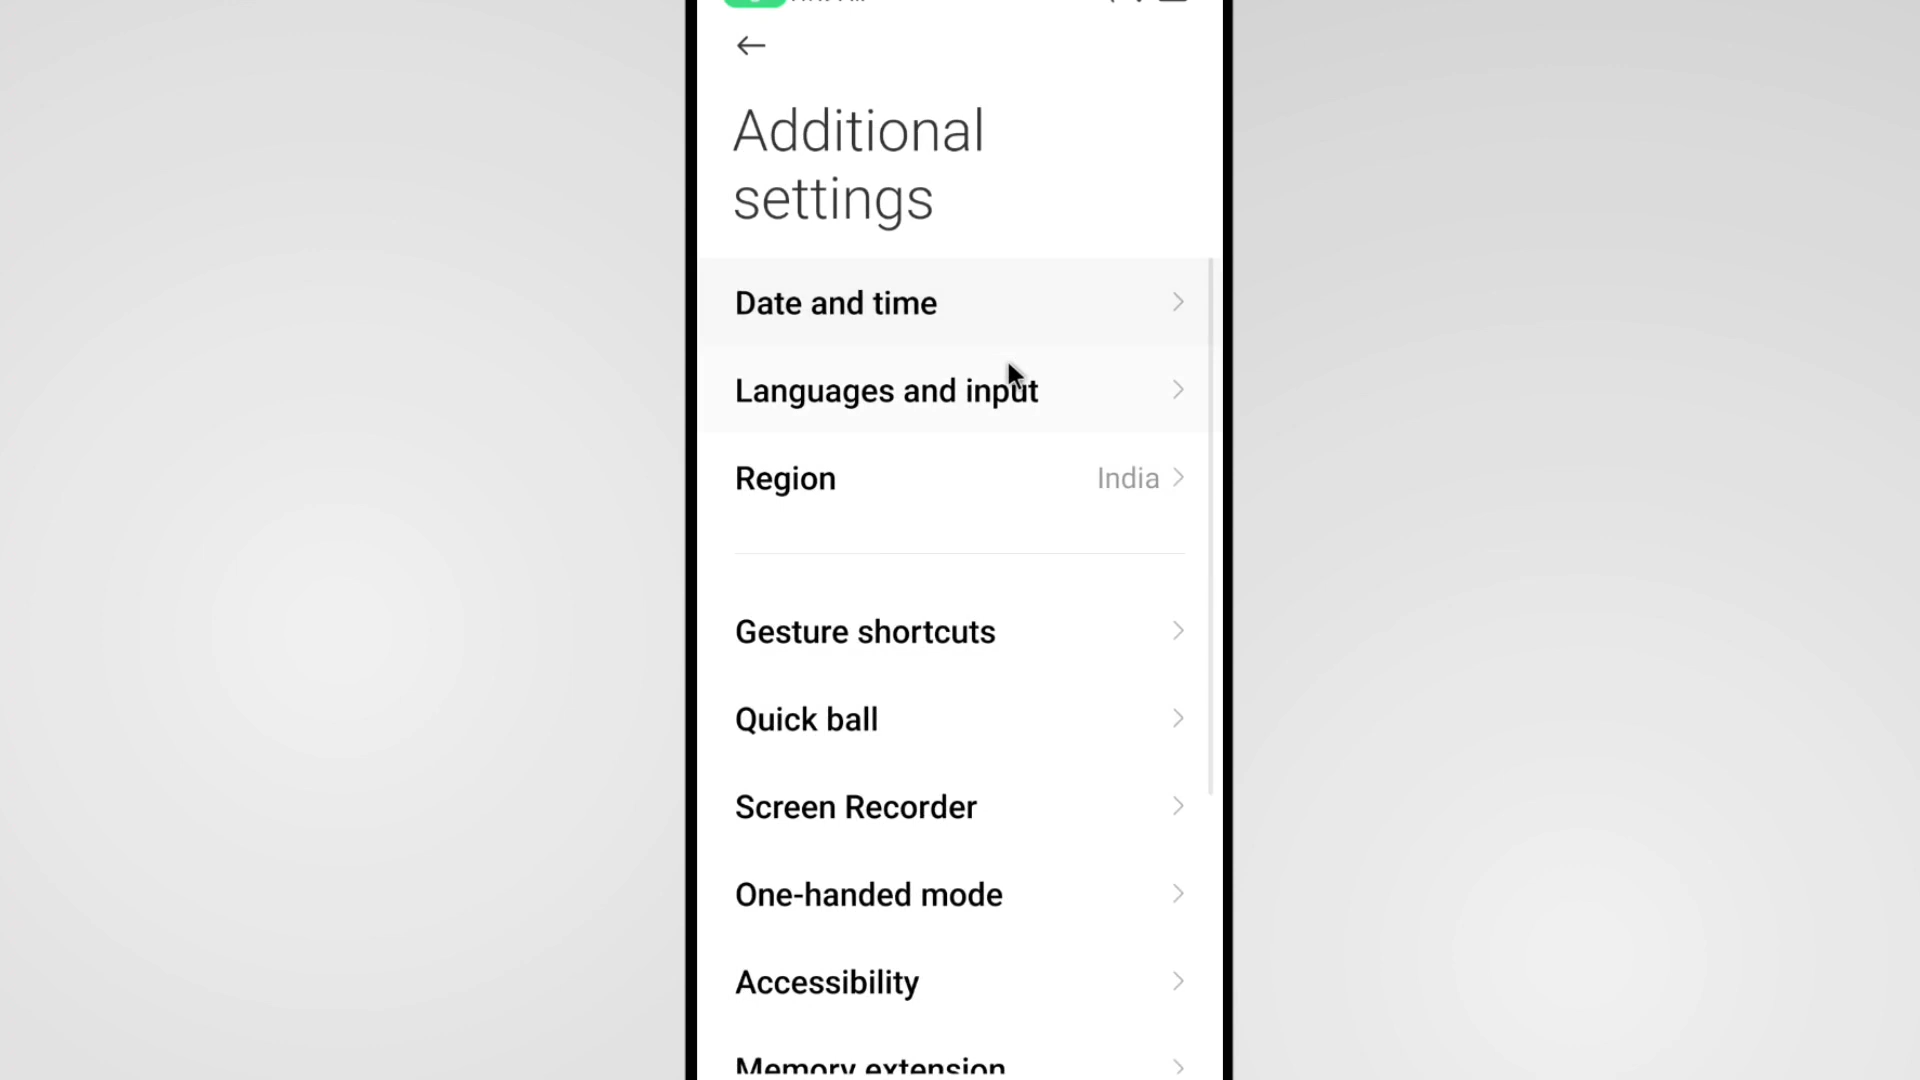 Additional
settings
Date and time
Languages and input
Region India
Gesture shortcuts
Quick ball
Screen Recorder
One-handed mode
Accessibility
Memory extension